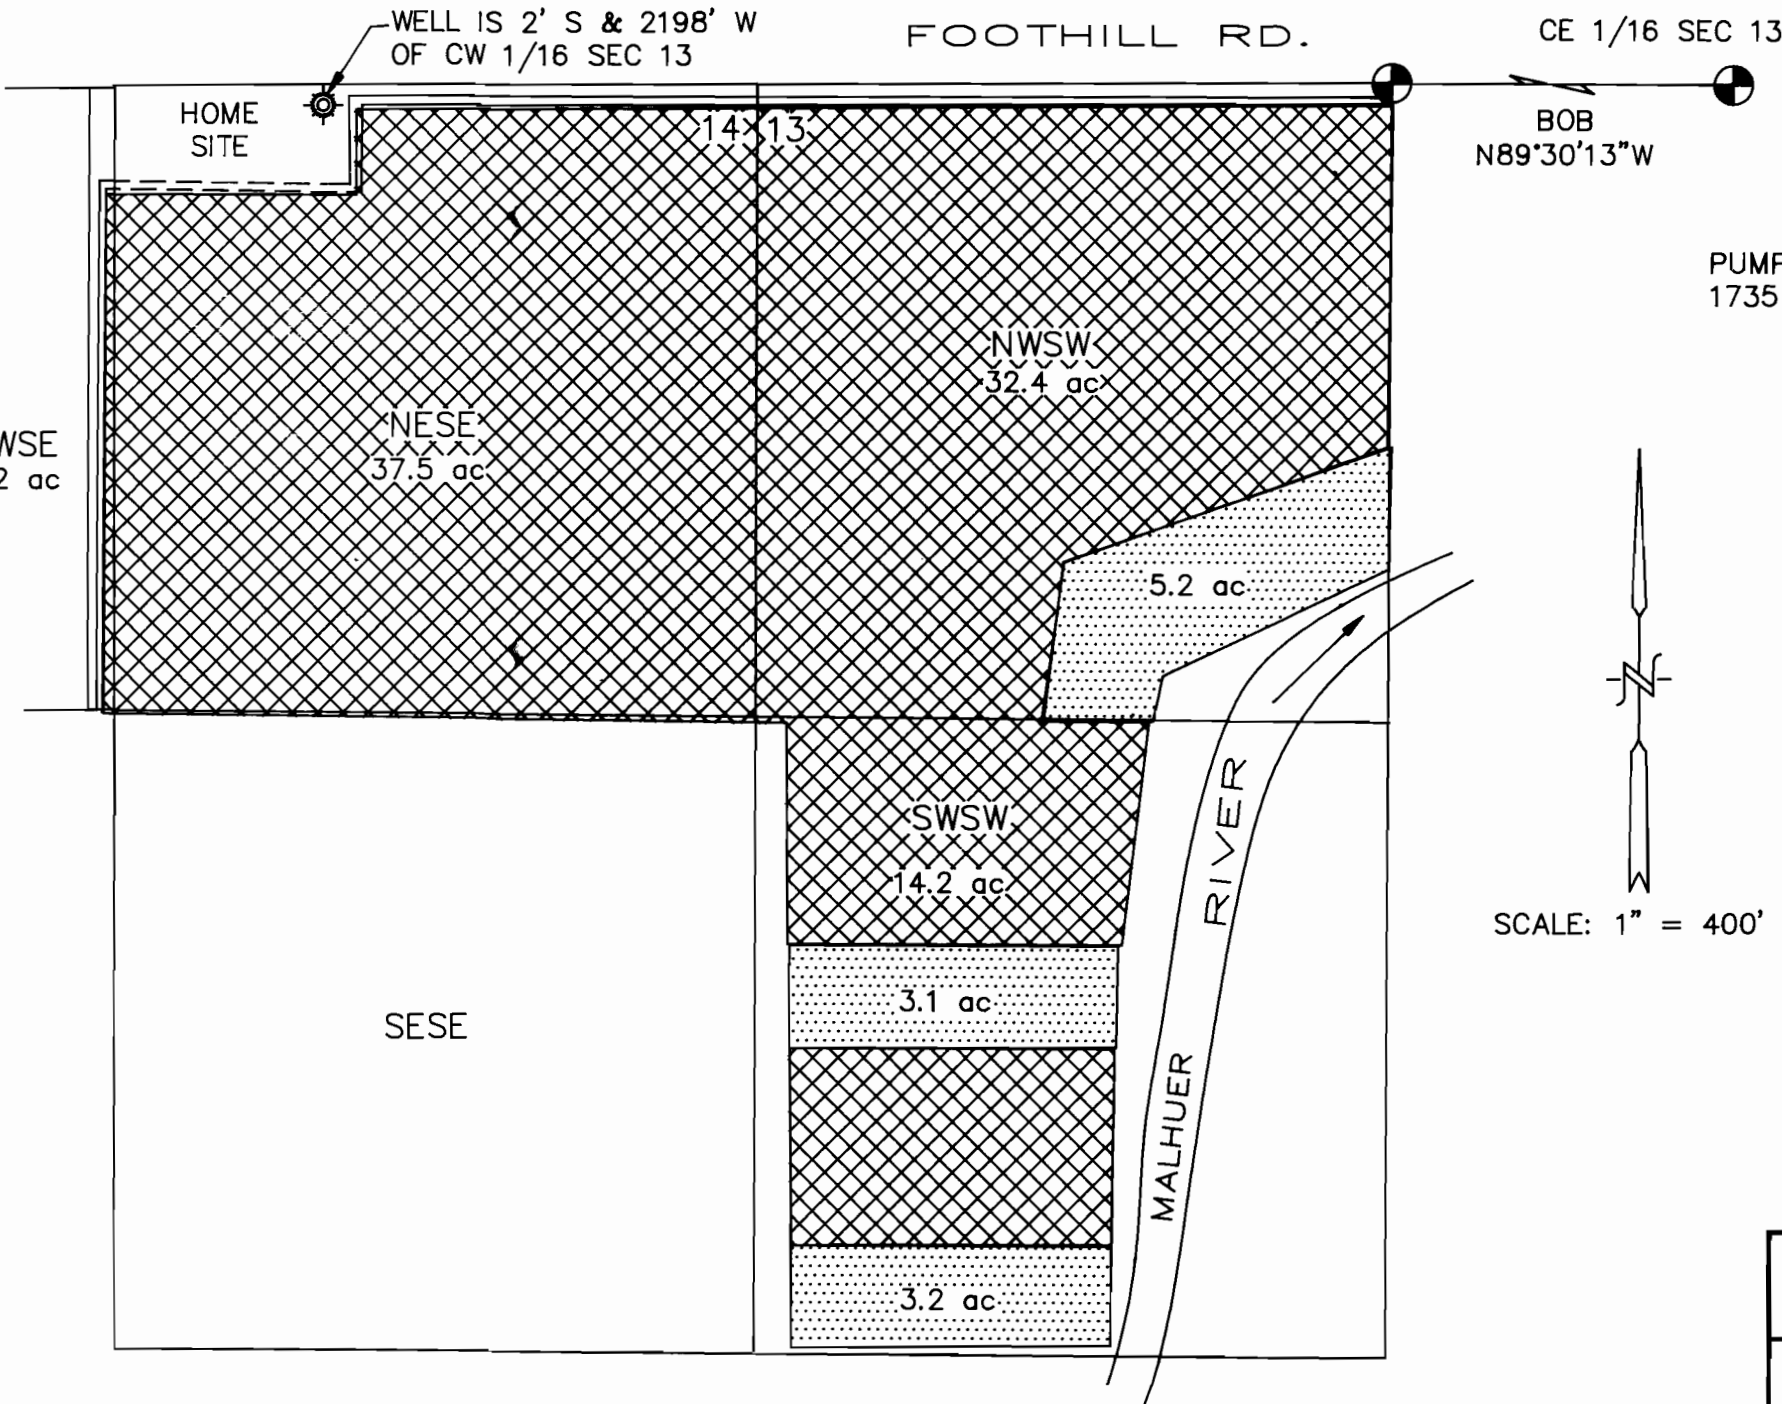 WELL IS 2' S & 2198' W
OF CW 1/16 SEC 13
FOOTHILL RD.
CE 1/16 SEC 13
HOME
SITE
14 13
BOB
N89°30'13"W
PUMP
1735
NWSW
32.4 ac
NESE
37.5 ac
WSE
2 ac
5.2 ac
SWSW
14.2 ac
MALHUER RIVER
N
SCALE: 1" = 400'
3.1 ac
SESE
3.2 ac